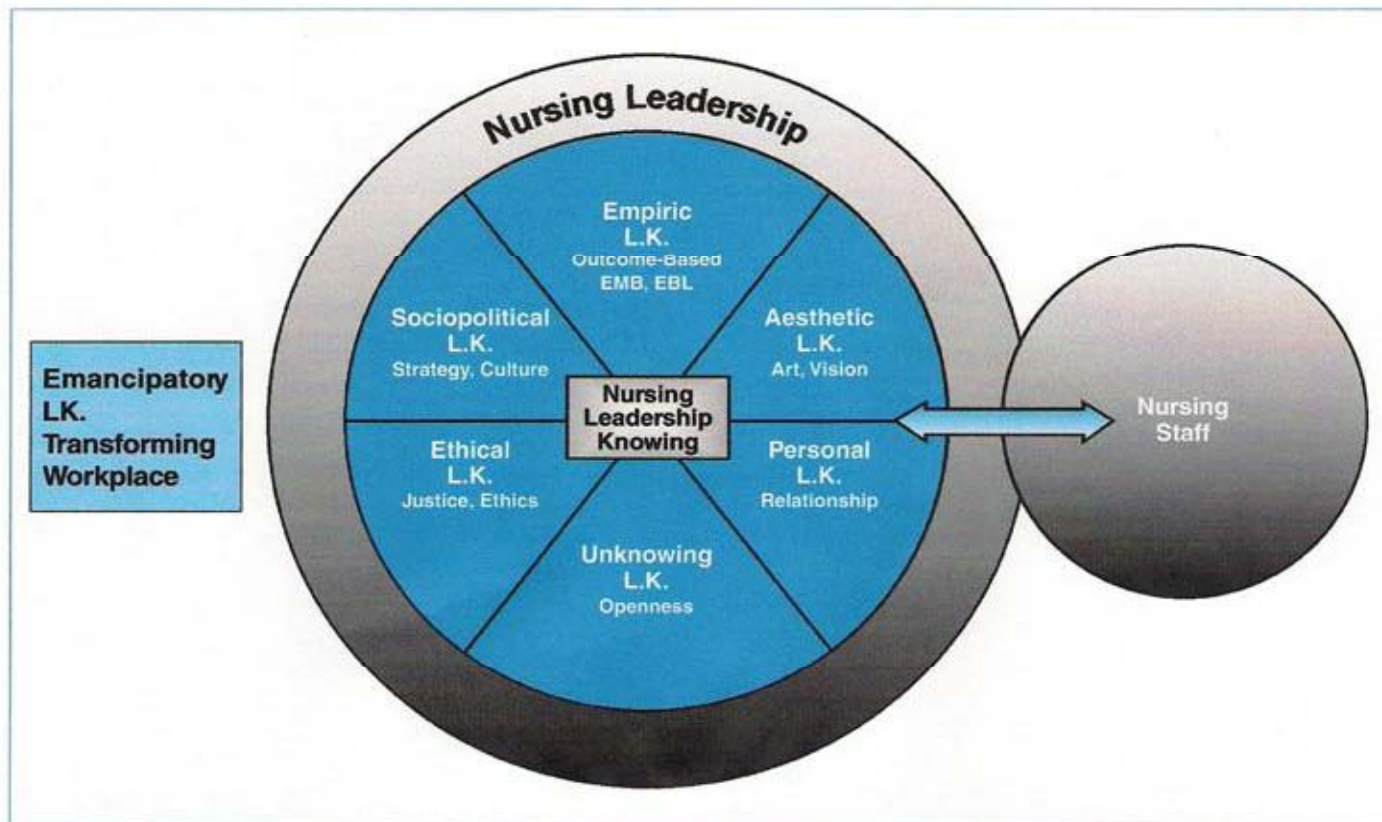 Nursing Leadership
Empiric
L.K.
Outcome-Based
EMB, EBL
Sociopolitical
L.K.
Strategy, Culture
Aesthetic
L.K.
Art, Vision
Nursing
Leadership
Knowing
Ethical
L.K.
Justice, Ethics
Personal
L.K.
Relationship
Unknowing
L.K.
Openness
Emancipatory
LK.
Transforming
Workplace
Nursing
Staff